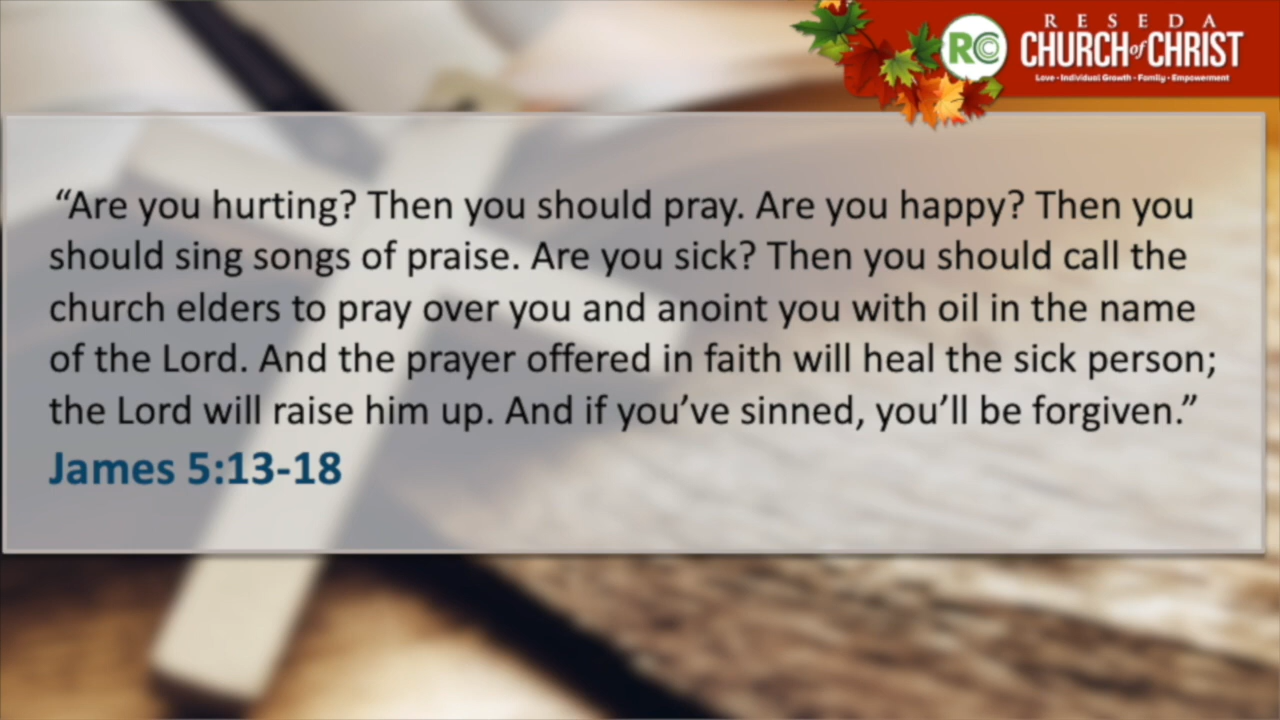 RESEDA
RC CHURCH of CHRIST
Love • Individual Growth • Family • Empowerment
“Are you hurting? Then you should pray. Are you happy? Then you
should sing songs of praise. Are you sick? Then you should call the
church elders to pray over you and anoint you with oil in the name
of the Lord. And the prayer offered in faith will heal the sick person;
the Lord will raise him up. And if you’ve sinned, you’ll be forgiven.”
James 5:13-18